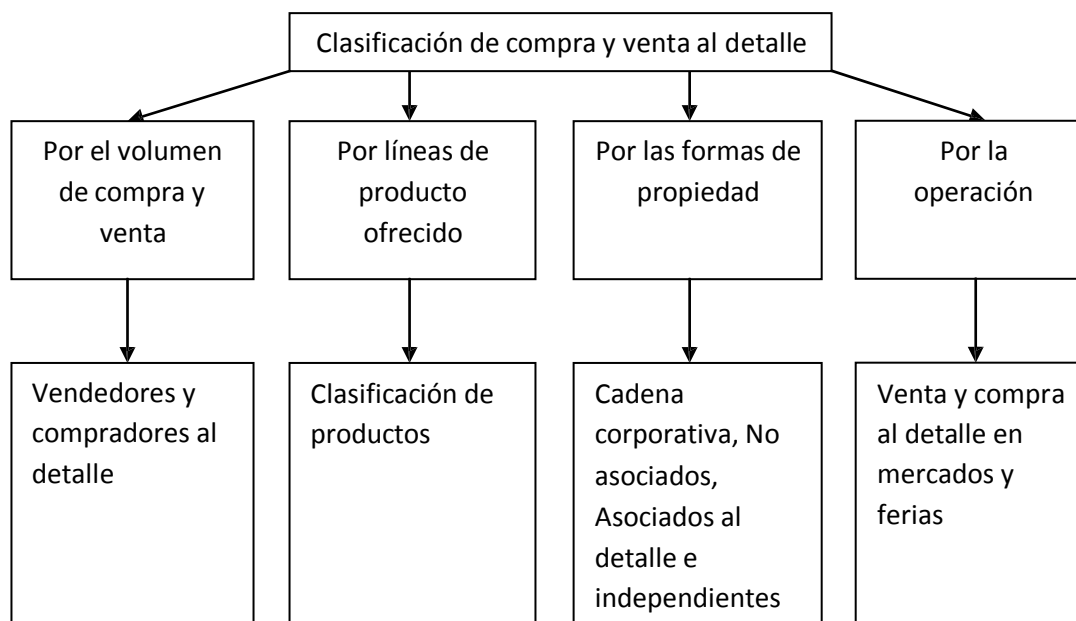 Clasificación de compra y venta al detalle
Por el volumen
de compra y
venta
Por líneas de
producto
ofrecido
Por las formas de
propiedad
Por la
operación
Vendedores y
compradores al
detalle
Clasificación de
productos
Cadena
corporativa, No
asociados,
Asociados al
detalle e
independientes
Venta y compra
al detalle en
mercados y
ferias